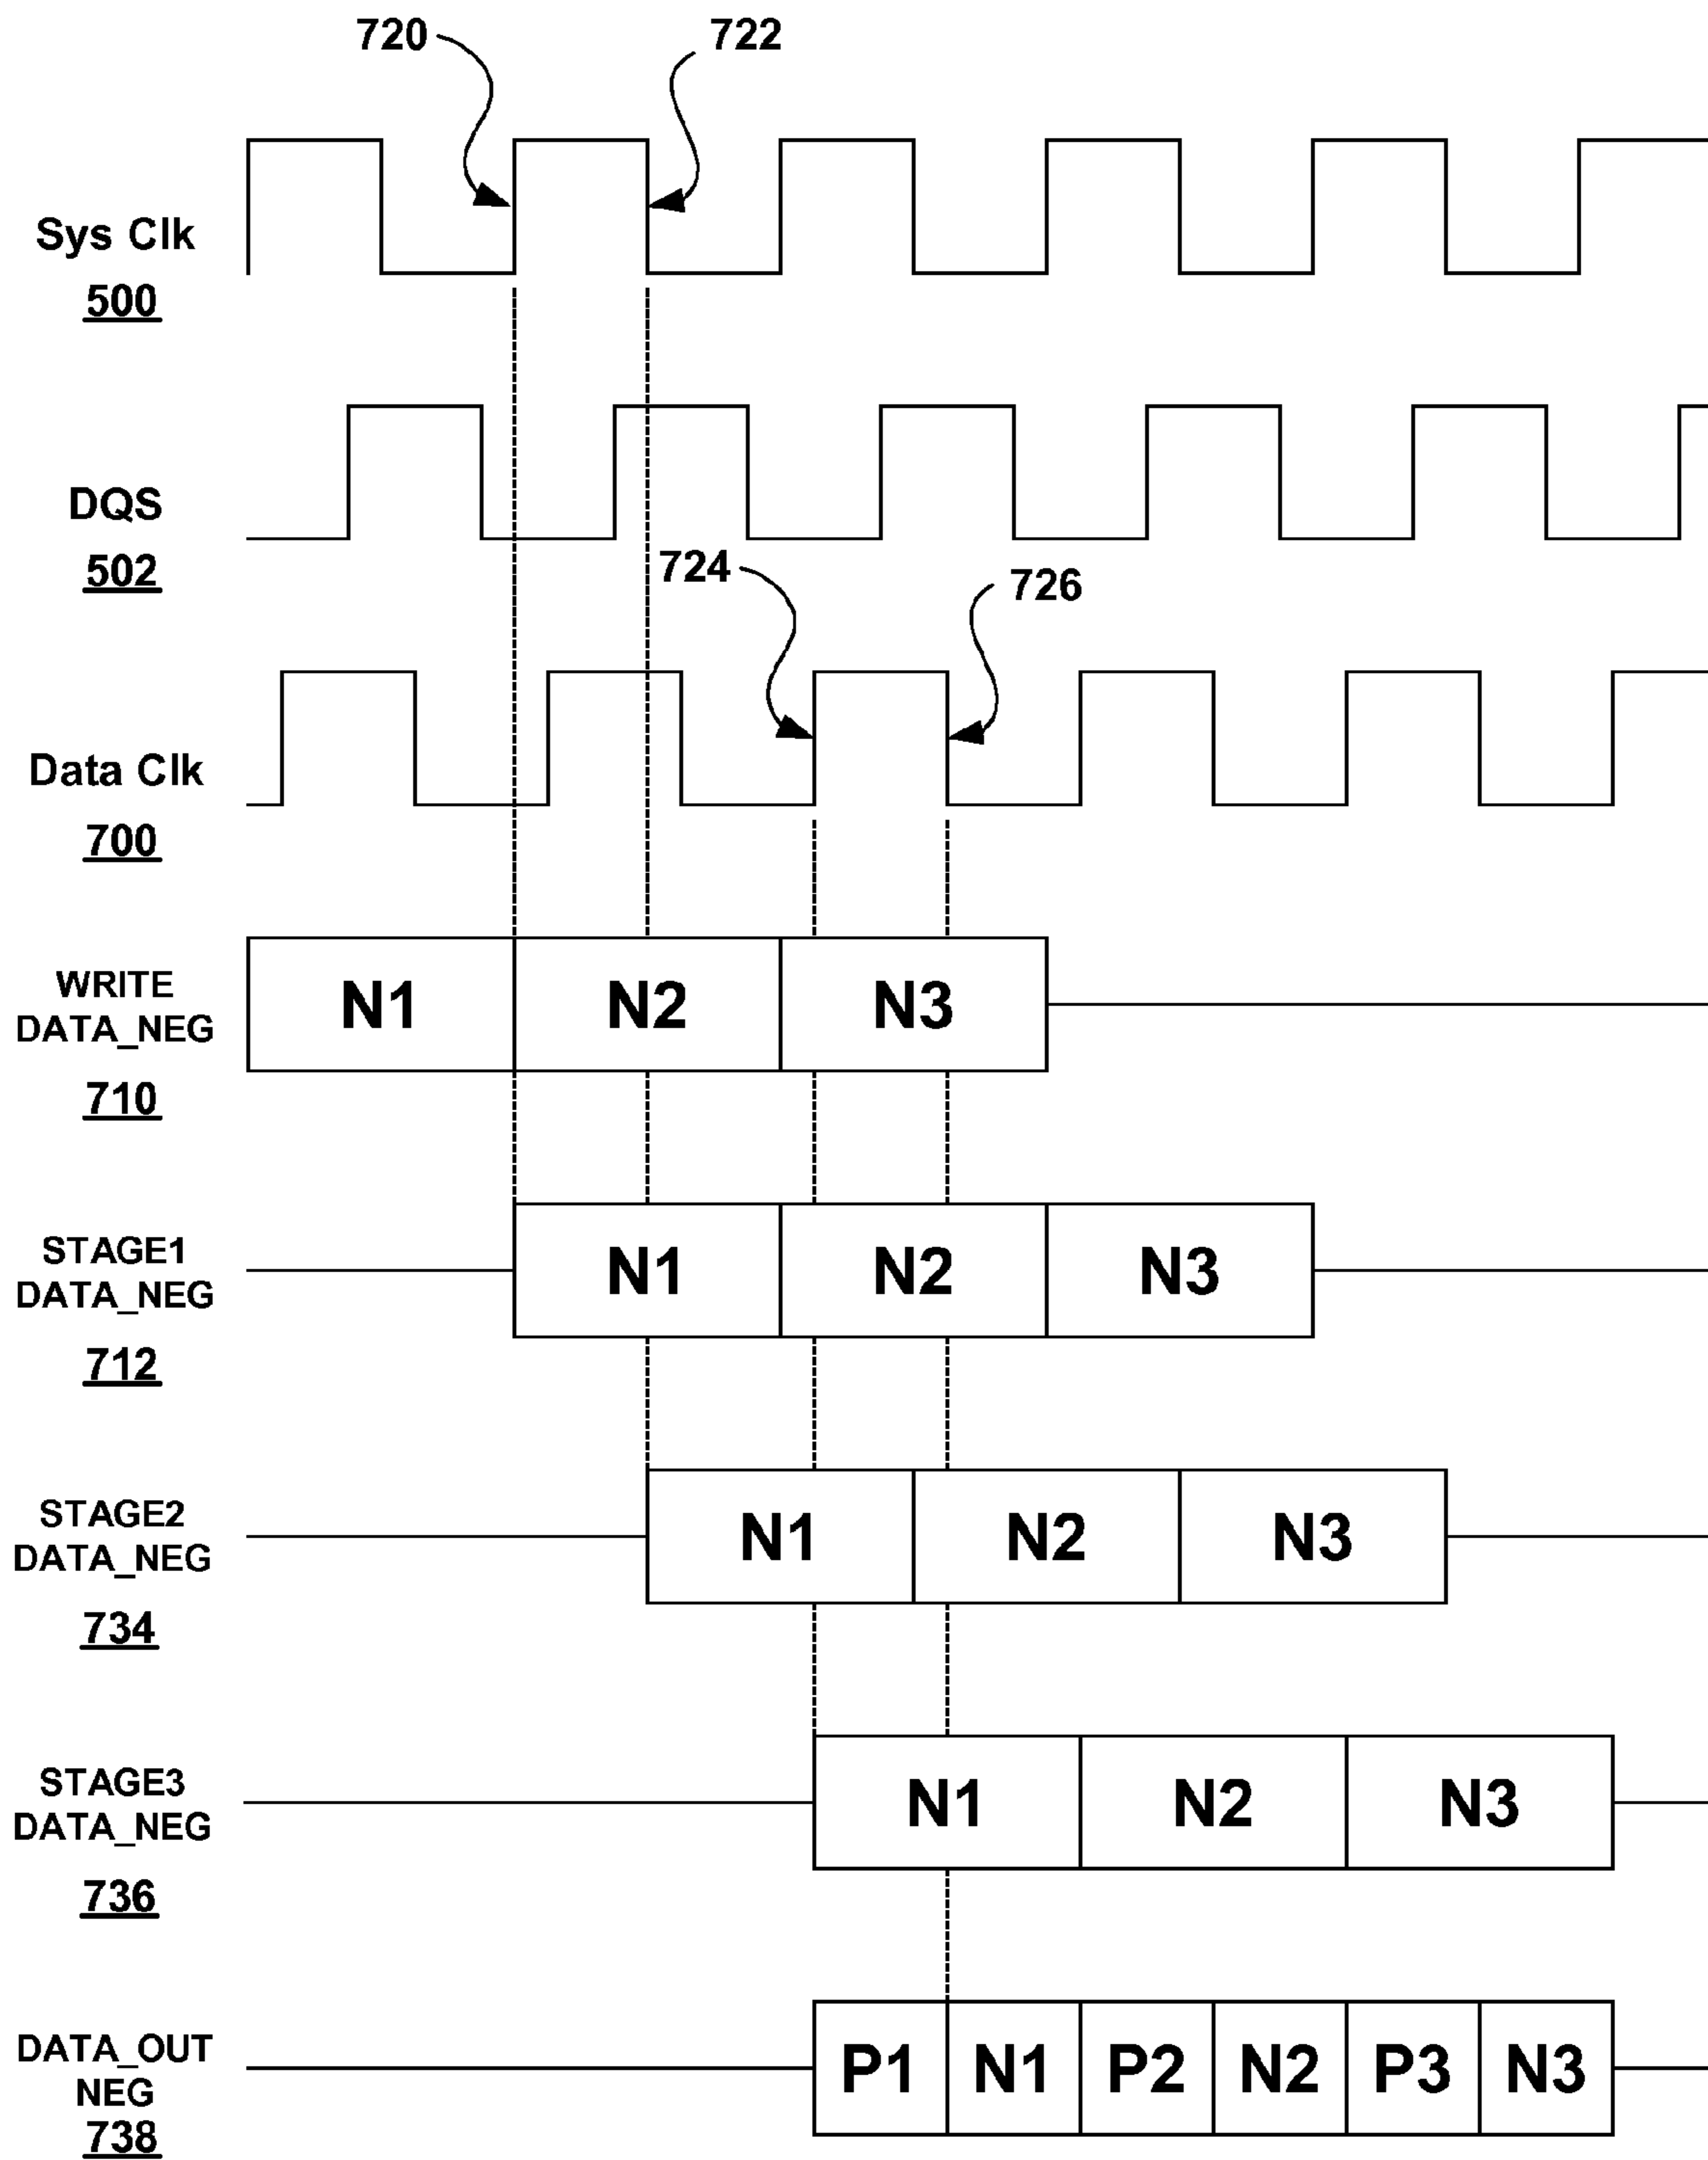 720
722
Sys Clk
500
DQS
502
724
726
Data Clk
700
WRITE
DATA_NEG
710
N1 N2 N3
STAGE1
DATA_NEG
712
N1 N2 N3
STAGE2
DATA_NEG
734
N1 N2 N3
STAGE3
DATA_NEG
736
N1 N2 N3
DATA_OUT
NEG
738
P1 N1 P2 N2 P3 N3